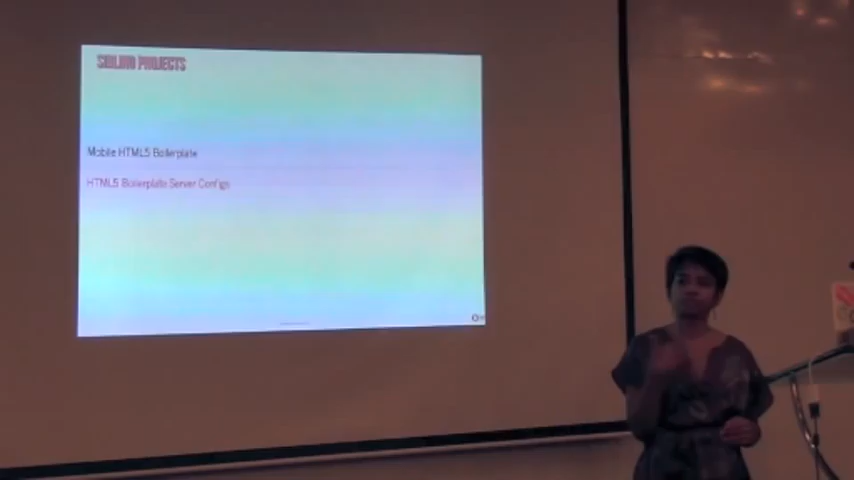 SIBLING PROJECTS
Mobile HTML5 Boilerplate
HTML5 Boilerplate Server Configs